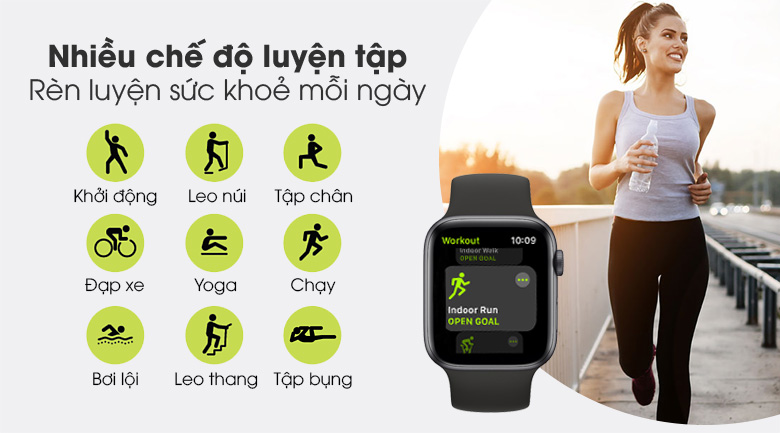 Nhiều chế độ luyện tập
Rèn luyện sức khoẻ mỗi ngày
Khởi động Leo núi Tập chân
Đạp xe Yoga Chạy
Bơi lội Leo thang Tập bụng
Workout 10:09
Indoor Walk
OPEN GOAL
Indoor Run
OPEN GOAL